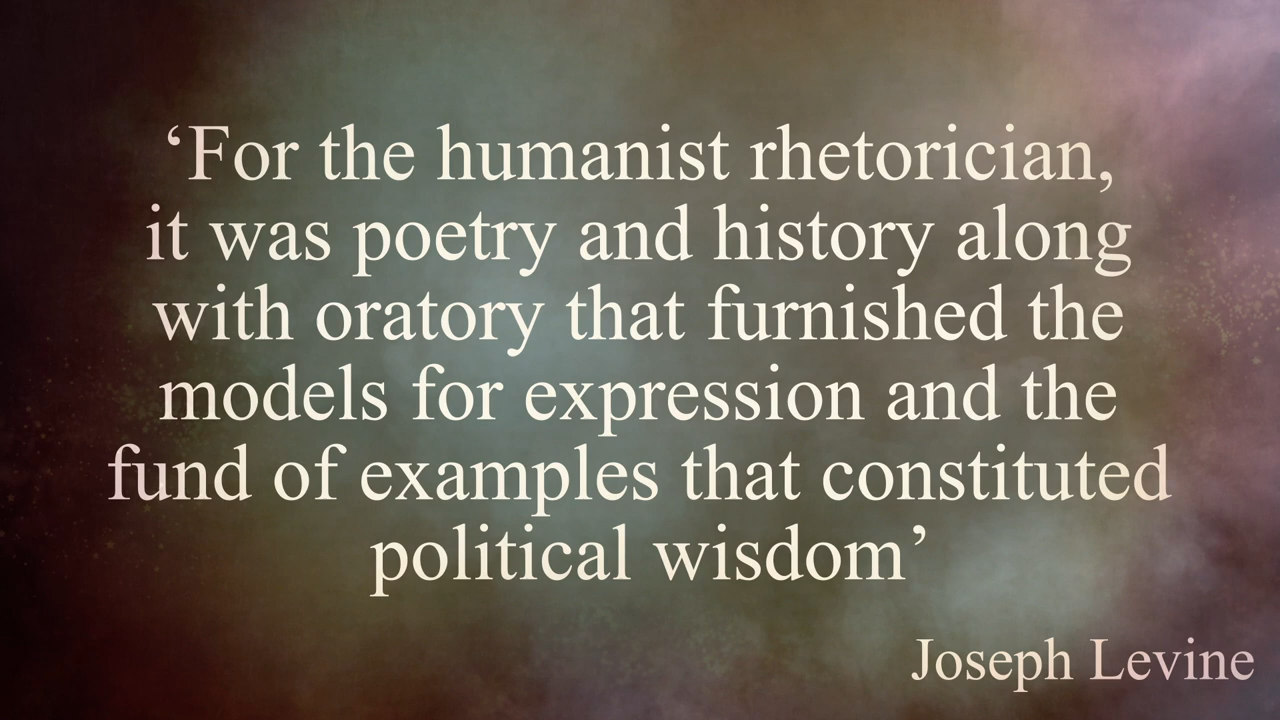 ‘For the humanist rhetorician,
it was poetry and history along
with oratory that furnished the
models for expression and the
fund of examples that constituted
political wisdom’
Joseph Levine